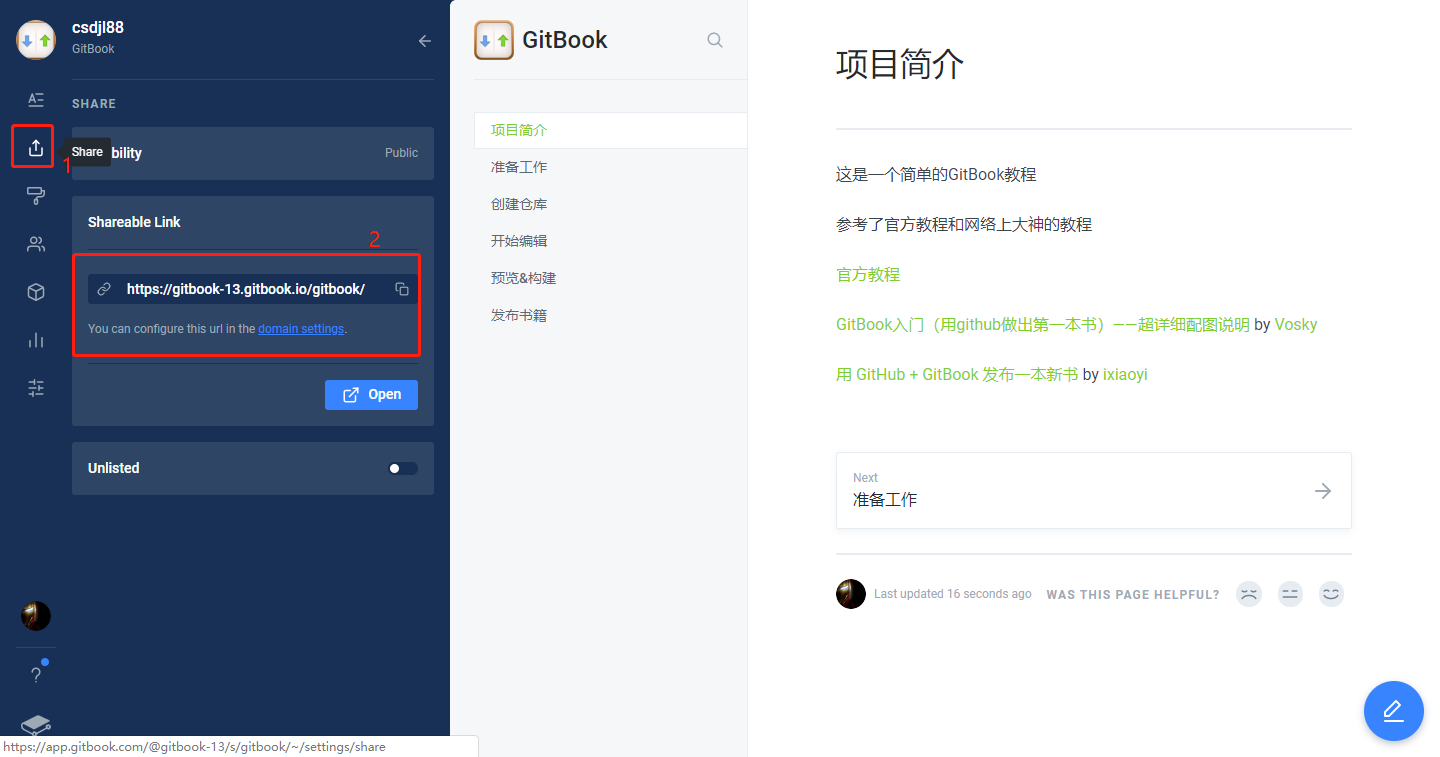 csdjl88
GitBook
SHARE
Share
bility
Public
1
Shareable Link
2
https://gitbook-13.gitbook.io/gitbook/
You can configure this url in the domain settings.
Open
Unlisted
?
https://app.gitbook.com/@gitbook-13/s/gitbook/~/settings/share
GitBook
项目简介
准备工作
创建仓库
开始编辑
预览&构建
发布书籍
项目简介
这是一个简单的GitBook教程
参考了官方教程和网络上大神的教程
官方教程
GitBook入门（用github做出第一本书）——超详细配图说明 by Vosky
用 GitHub + GitBook 发布一本新书 by ixiaoyi
Next
准备工作
Last updated 16 seconds ago
WAS THIS PAGE HELPFUL?